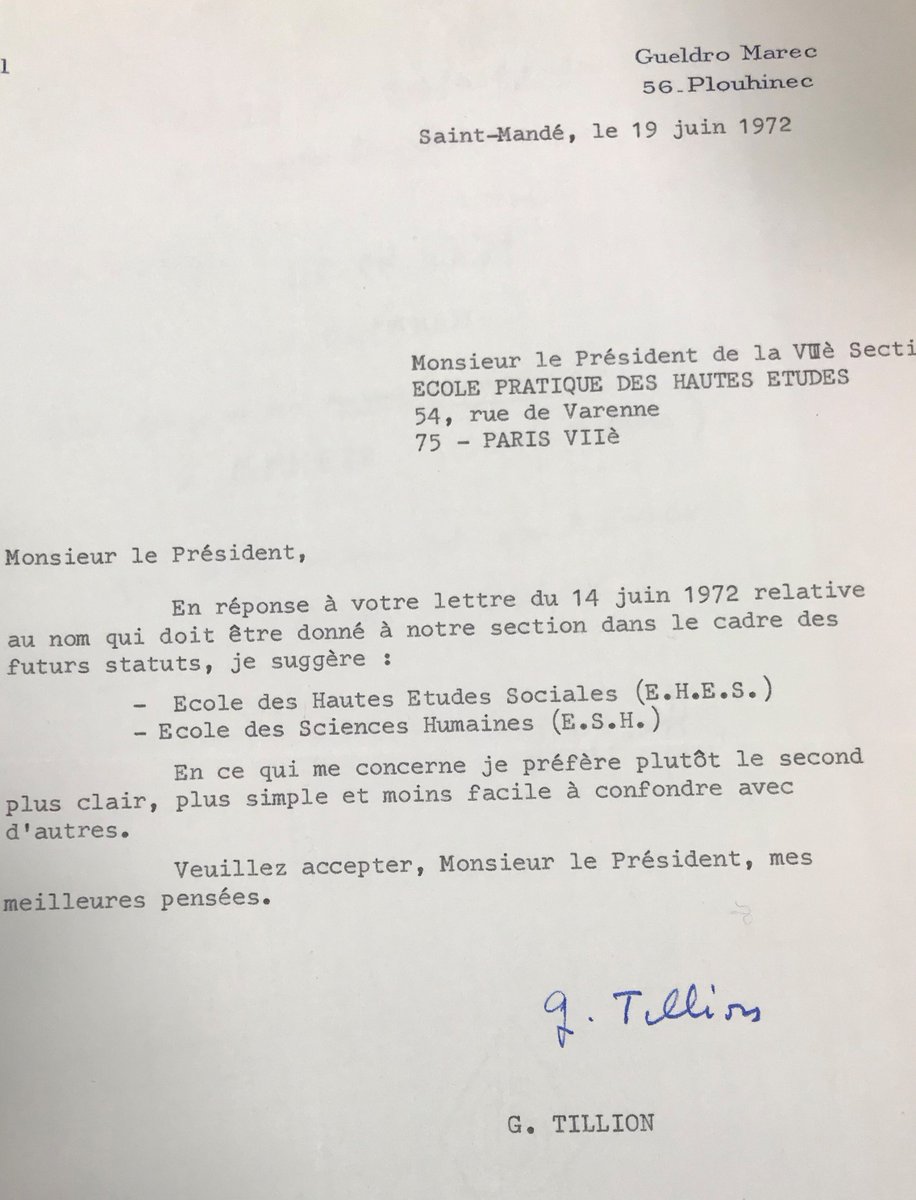 l
Gueldro Marec
56-Plouhinec
Saint-Mandé, le 19 juin 1972
Monsieur le Président de la Secti
ECOLE PRATIQUE DES HAUTES ETUDES
54, rue de Varenne
75 - PARIS VIIè
Monsieur le Président,
En réponse à votre lettre du 14 juin 1972 relative
au nom qui doit être donné à notre section dans le cadre des
futurs statuts, je suggère :
- Ecole des Hautes Etudes Sociales (E.H.E.S.)
- Ecole des Sciences Humaines (E.S.H.)
En ce qui me concerne je préfère plutôt le second
plus clair, plus simple et moins facile à confondre avec
d'autres.
Veuillez accepter, Monsieur le Président, mes
meilleures pensées.
G. Tillion
G. TILLION